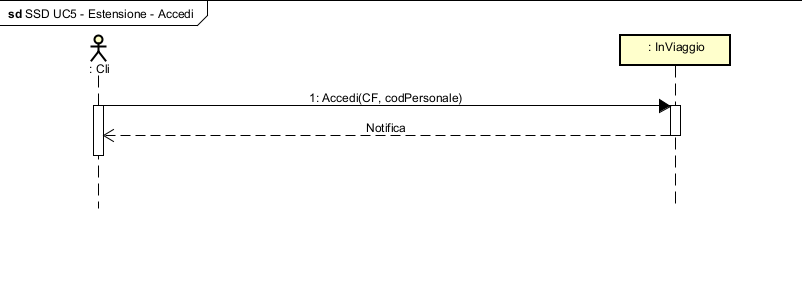 sd SSD UC5 - Estensione - Accedi
: Cli
: InViaggio
1: Accedi(CF, codPersonale)
Notifica